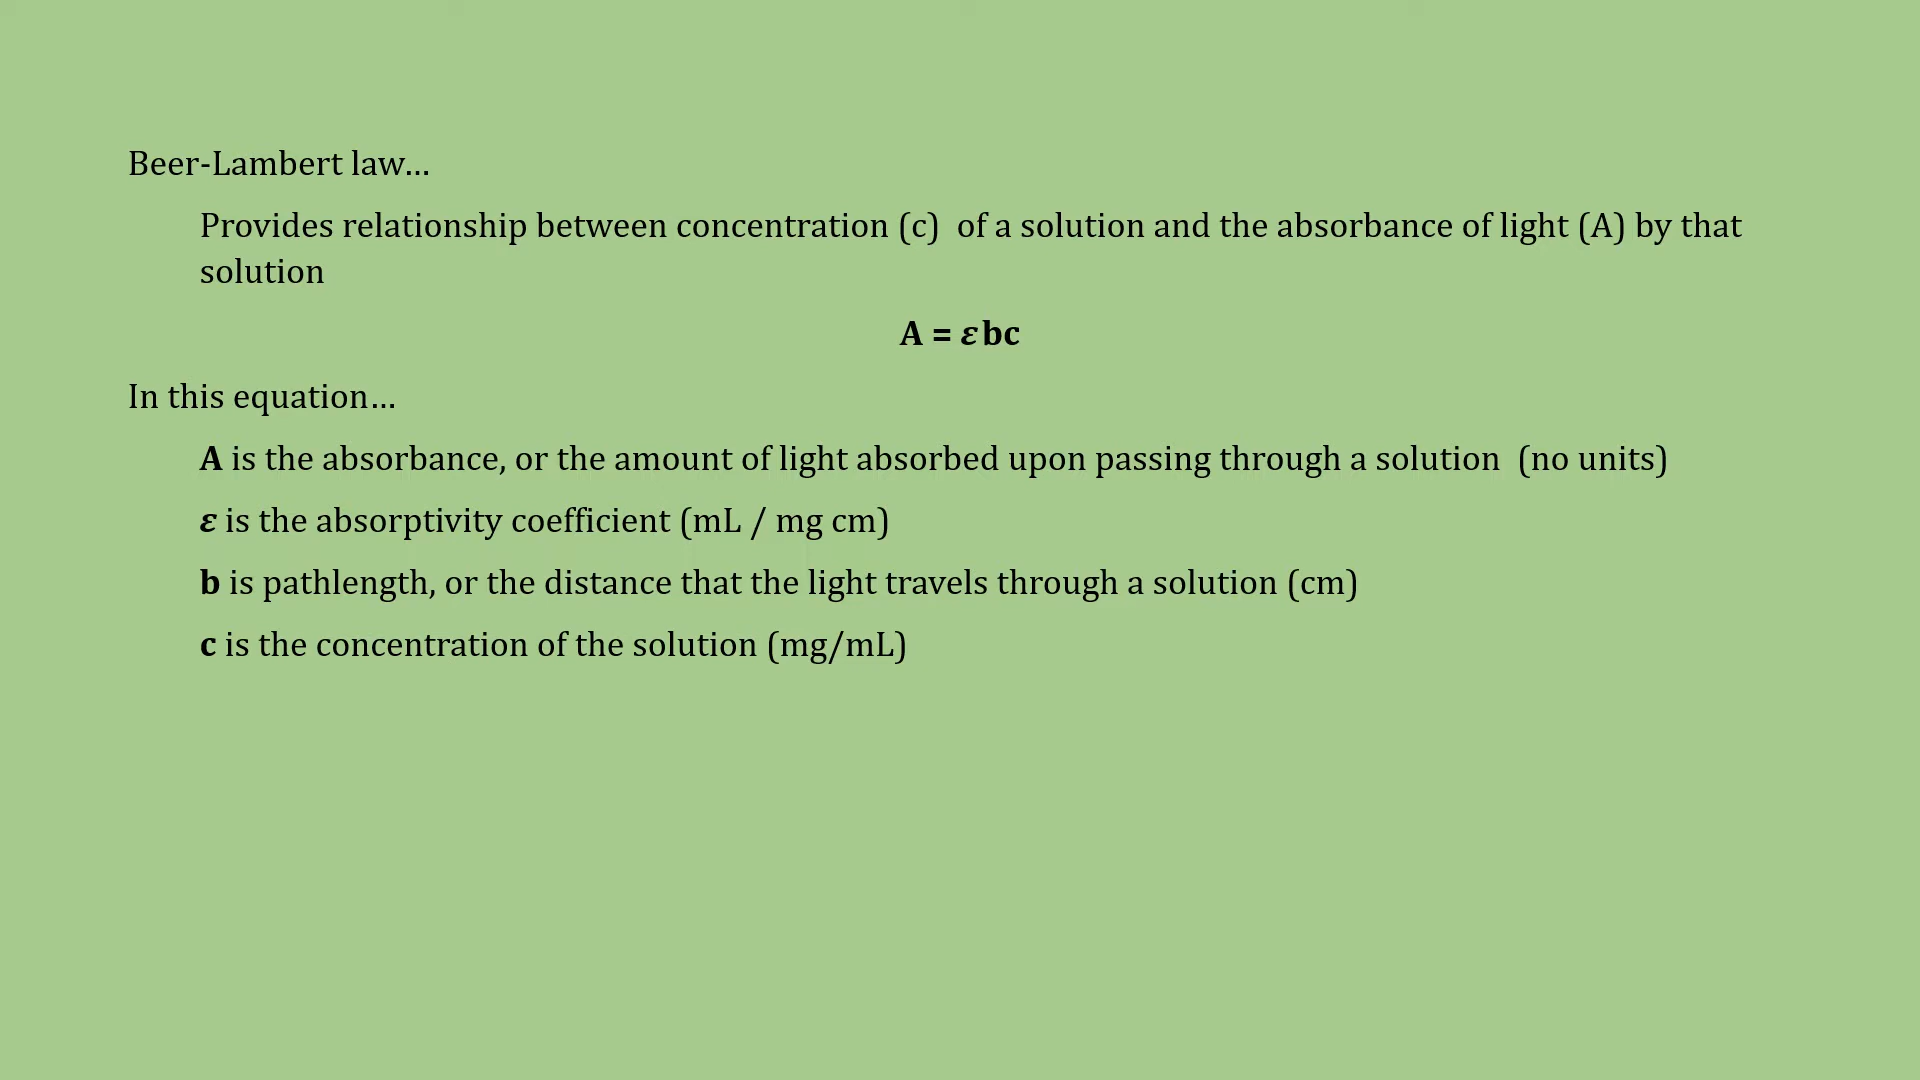 Beer-Lambert law…
Provides relationship between concentration (c)  of a solution and the absorbance of light (A) by that
solution
A = εbc
In this equation…
A is the absorbance, or the amount of light absorbed upon passing through a solution  (no units)
ε is the absorptivity coefficient (mL / mg cm)
b is pathlength, or the distance that the light travels through a solution (cm)
c is the concentration of the solution (mg/mL)